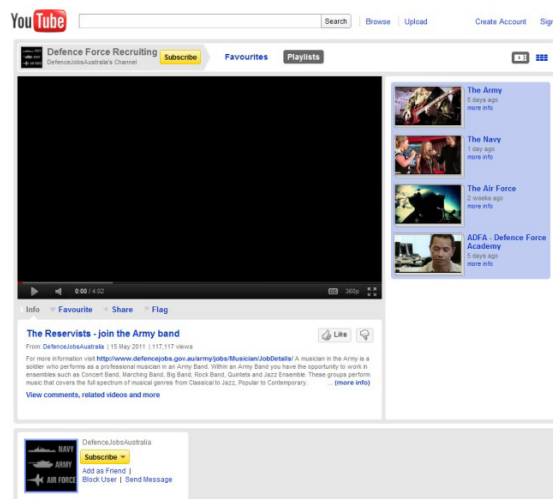 You Tube
Search Browse Upload Create Account Sign
Defence Force Recruiting
DefenceJobsAustralia's Channel
Subscribe
Favourites
Playlists
The Army
5 days ago
more info
The Navy
1 day ago
more info
The Air Force
2 weeks ago
more info
ADFA - Defence Force
Academy
5 days ago
more info
0:00 / 4:02 CC 360p
Info Favourite Share Flag
The Reservists - join the Army band
Like
From: DefenceJobsAustralia | 15 May 2011 | 117,117 views
For more information visit http://www.defencejobs.gov.au/army/jobs/Musician/JobDetails/ A musician in the Army is a
soldier who performs as a professional musician in an Army Band. Within an Army Band you have the opportunity to work in
ensembles such as Concert Band, Marching Band, Big Band, Rock Band, Quintets and Jazz Ensemble. These groups perform
music that covers the full spectrum of musical genres from Classical to Jazz, Popular to Contemporary. ... (more info)
View comments, related videos and more
NAVY
ARMY
AIR FORCE
DefenceJobsAustralia
Subscribe
Add as Friend |
Block User | Send Message